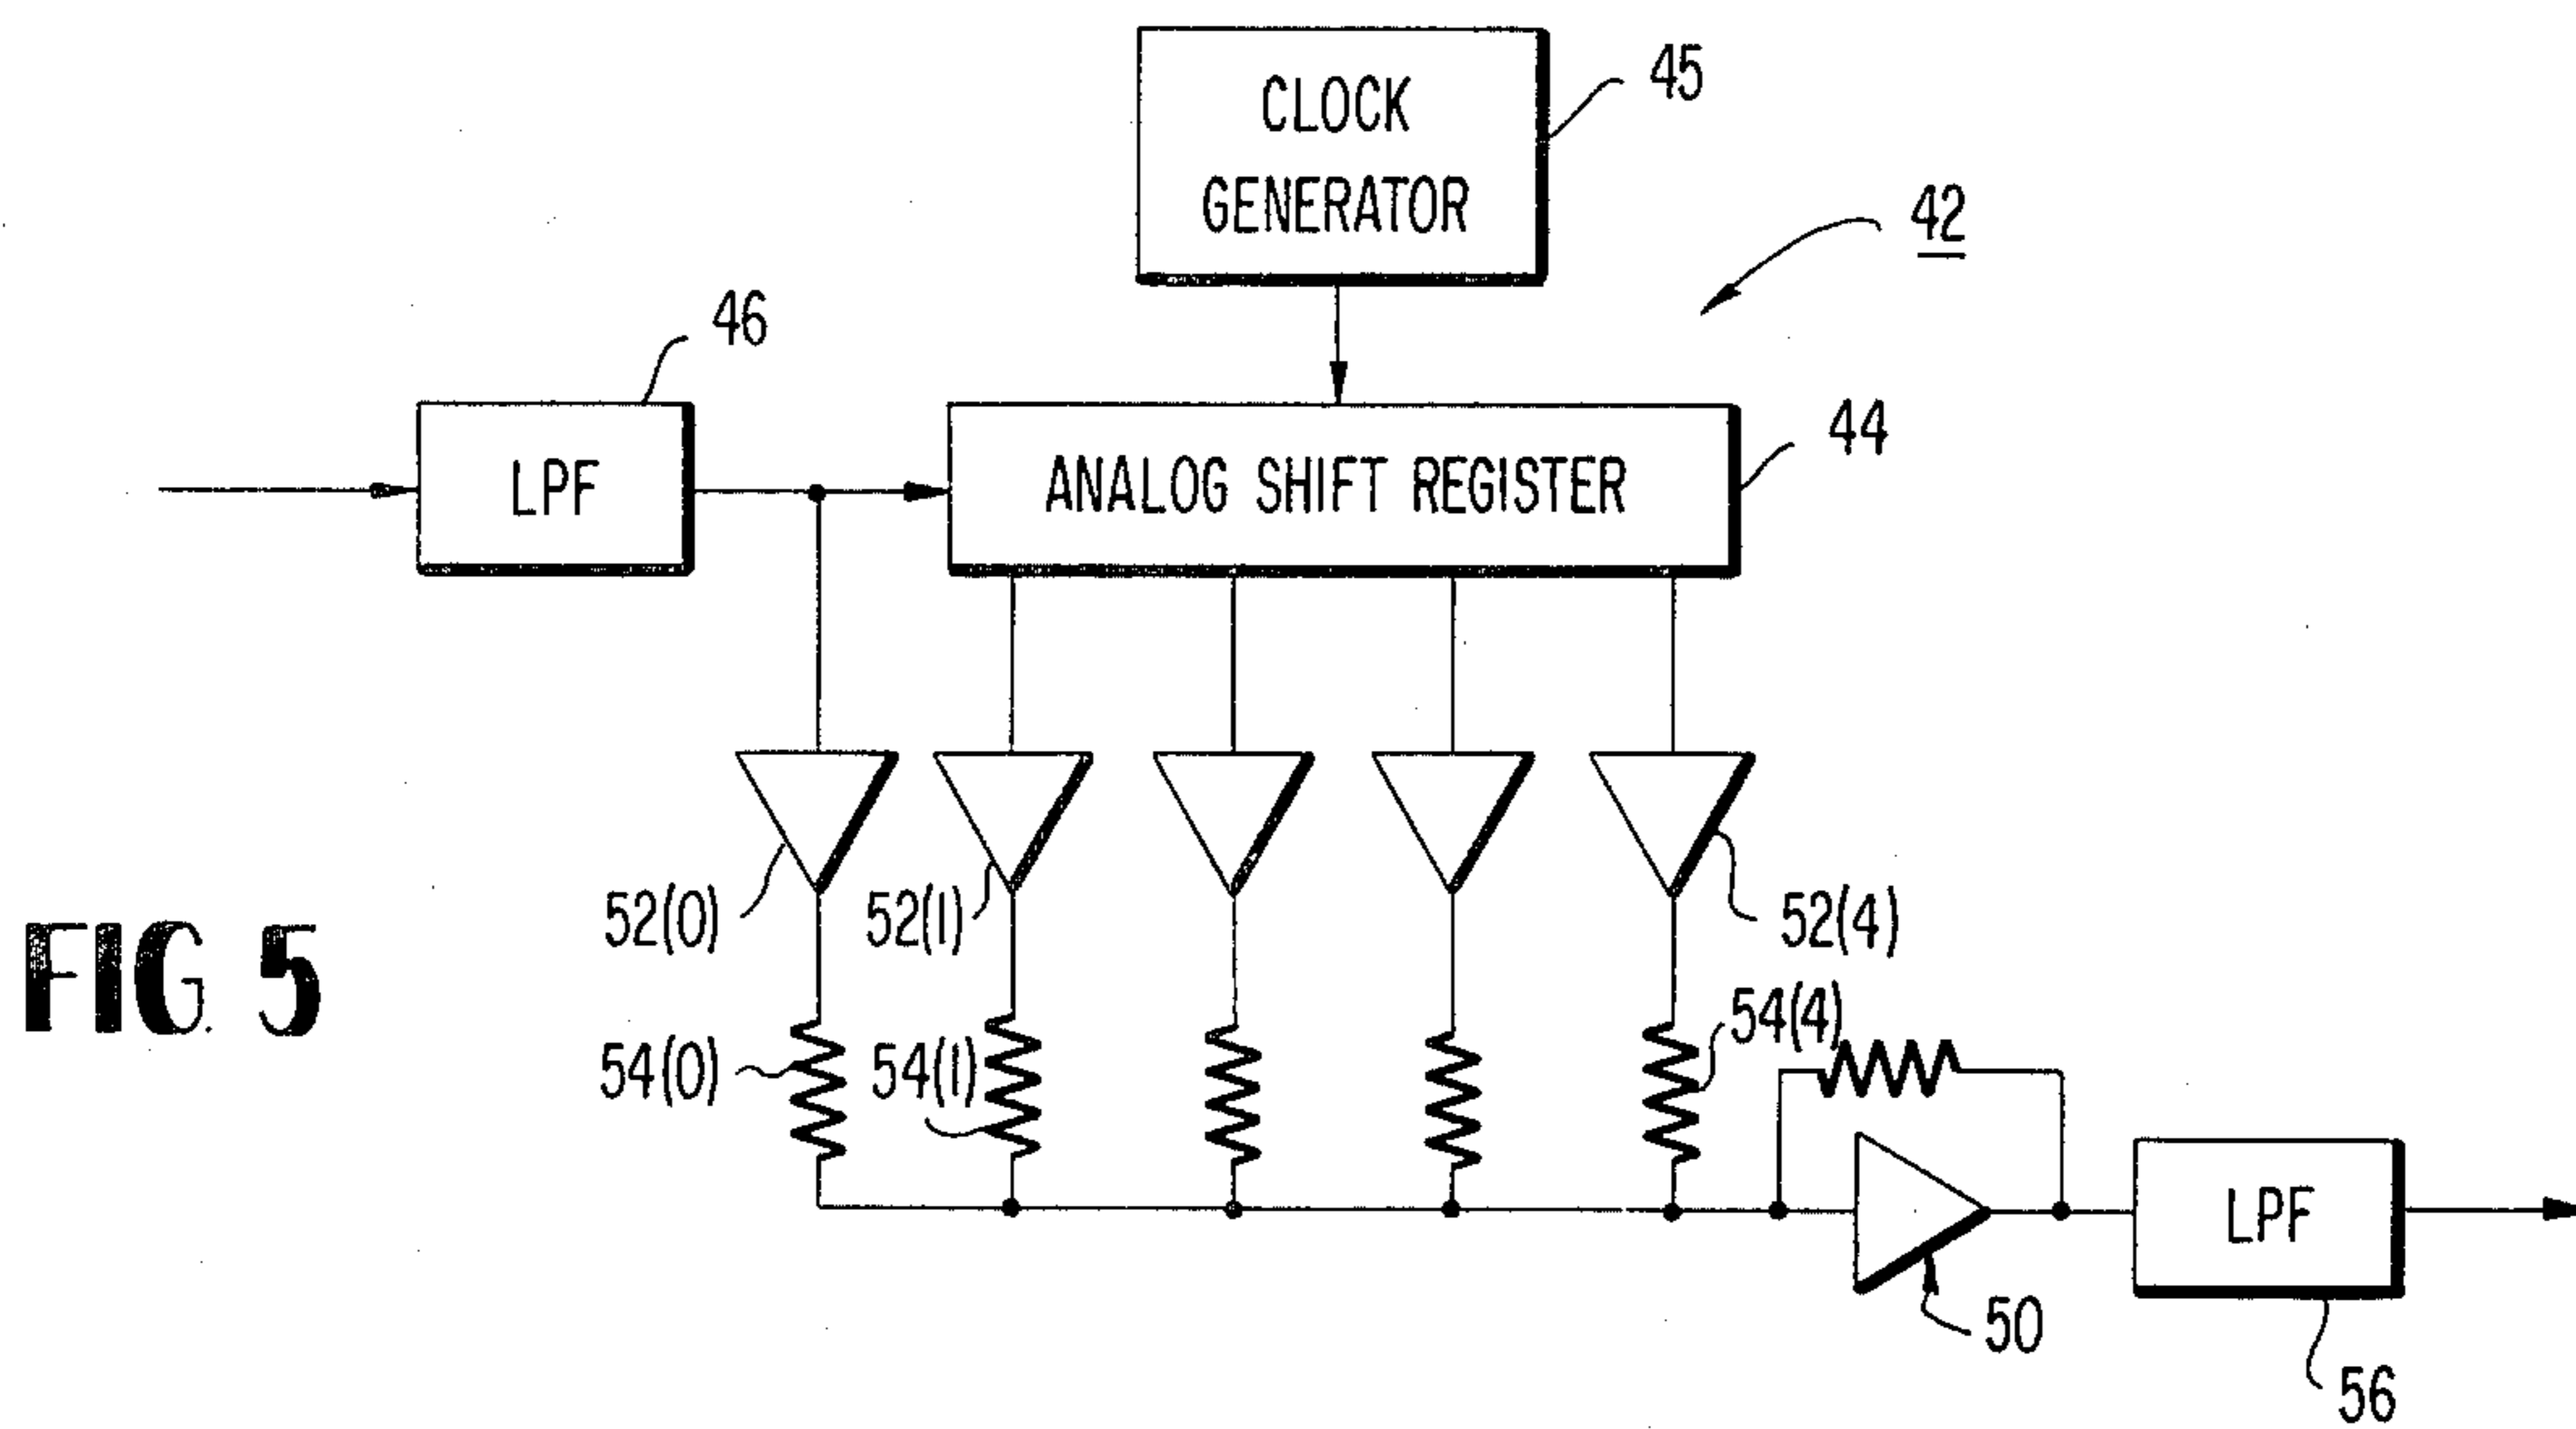 CLOCK
GENERATOR
45
42
46
LPF
ANALOG SHIFT REGISTER
44
52(0)
52(1)
52(4)
FIG. 5
54(0)
54(1)
54(4)
LPF
50
56